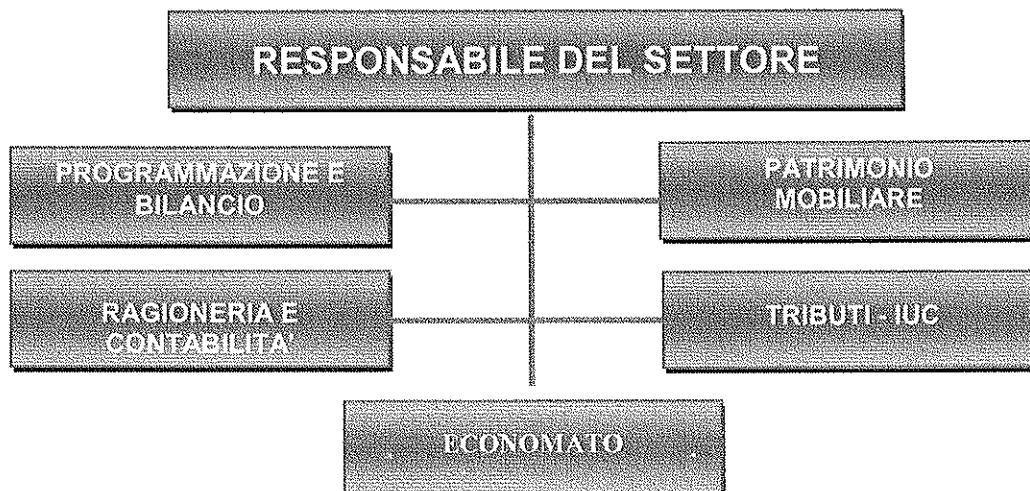 RESPONSABILE DEL SETTORE
PROGRAMMAZIONE E
BILANCIO
PATRIMONIO
MOBILIARE
RAGIONERIA E
CONTABILITA'
TRIBUTI - IUC
ECONOMATO